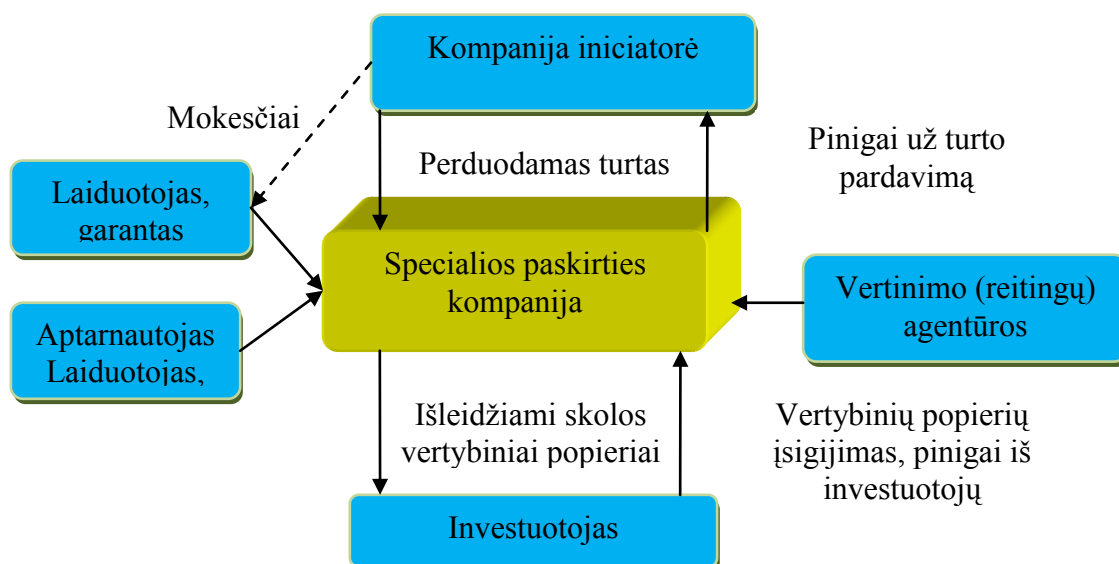 Kompanija iniciatorė
Mokesčiai
Perduodamas turtas
Pinigai už turto
pardavimą
Laiduotojas,
garantas
Specialios paskirties
kompanija
Vertinimo (reitingų)
agentūros
Aptarnautojas
Laiduotojas,
Išleidžiami skolos
vertybiniai popieriai
Vertybinių popierių
įsigijimas, pinigai iš
investuotojų
Investuotojas